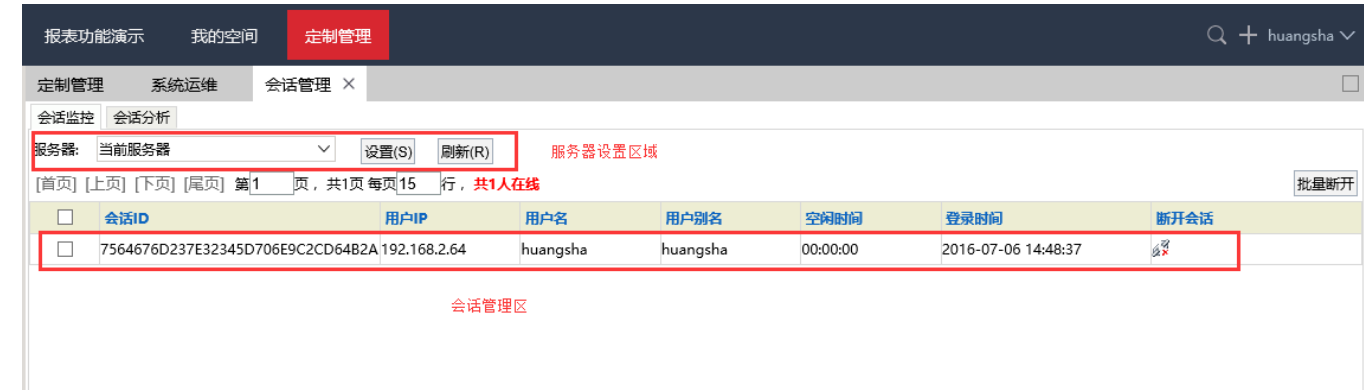 报表功能演示 我的空间 定制管理 huangsha
定制管理 系统运维 会话管理
会话监控 会话分析
服务器: 当前服务器 设置(S) 刷新(R) 服务器设置区域
[首页] [上页] [下页] [尾页] 第1 页，共1页 每页15 行，共1人在线 批量断开
会话ID 用户IP 用户名 用户别名 空闲时间 登录时间 断开会话
7564676D237E32345D706E9C2CD64B2A 192.168.2.64 huangsha huangsha 00:00:00 2016-07-06 14:48:37
会话管理区